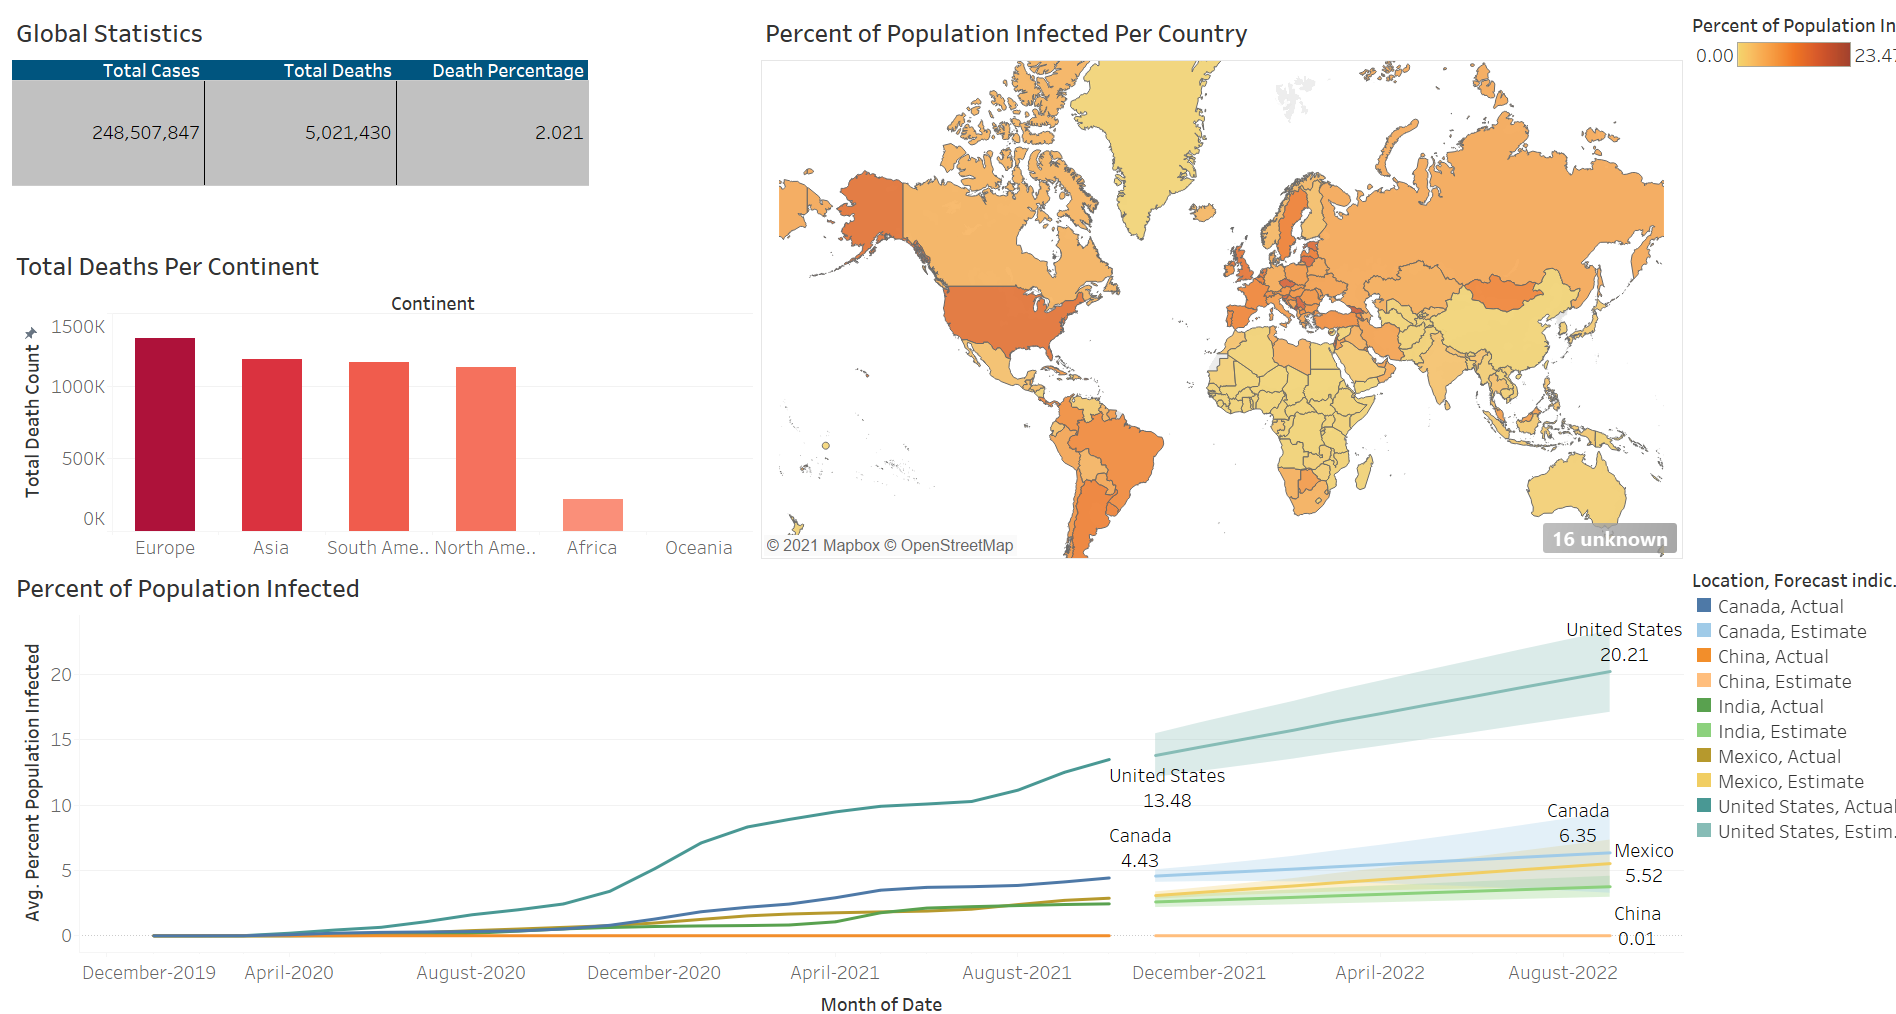 Global Statistics
Total Cases Total Deaths Death Percentage
248,507,847 5,021,430 2.021
Total Deaths Per Continent
Continent
Total Death Count
1500K
1000K
500K
0K
Europe Asia South Ame.. North Ame.. Africa Oceania
Percent of Population Infected Per Country
© 2021 Mapbox © OpenStreetMap
16 unknown
Percent of Population In
0.00 23.47
Percent of Population Infected
Avg. Percent Population Infected
20
15
10
5
0
United States
20.21
United States
13.48
Canada
4.43
Canada
6.35
Mexico
5.52
China
0.01
December-2019 April-2020 August-2020 December-2020 April-2021 August-2021 December-2021 April-2022 August-2022
Month of Date
Location, Forecast indic..
Canada, Actual
Canada, Estimate
China, Actual
China, Estimate
India, Actual
India, Estimate
Mexico, Actual
Mexico, Estimate
United States, Actual
United States, Estim..